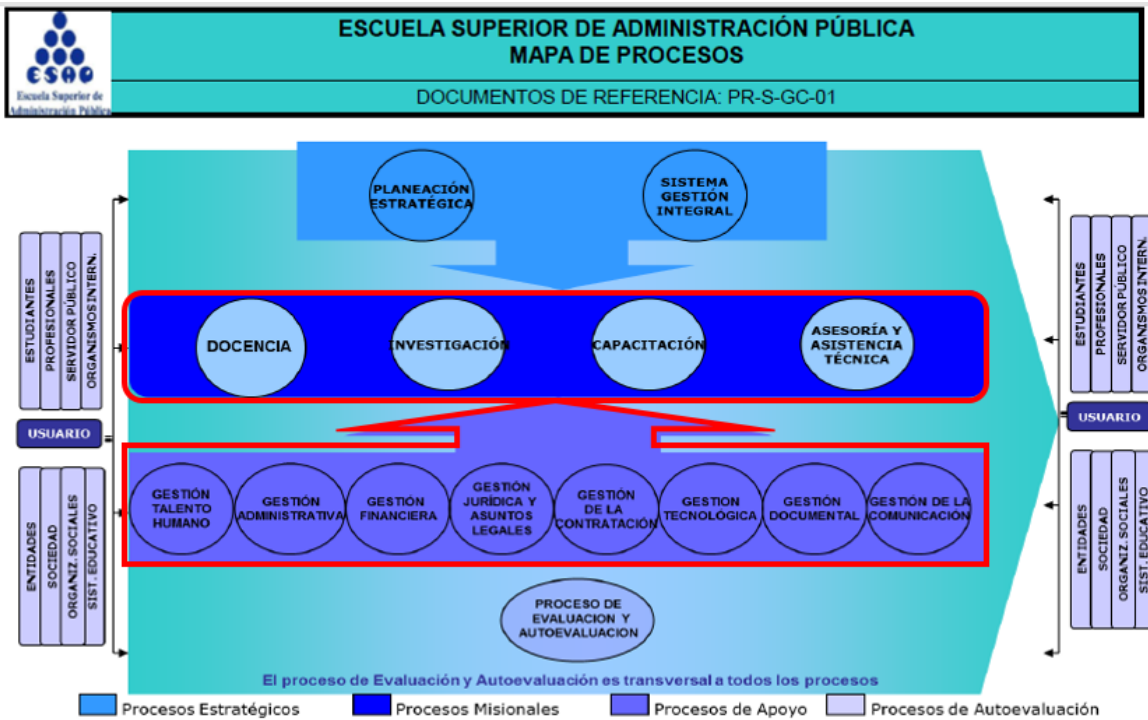 ESAP
Escuela Superior de
Administración Pública
ESCUELA SUPERIOR DE ADMINISTRACIÓN PÚBLICA
MAPA DE PROCESOS
DOCUMENTOS DE REFERENCIA: PR-S-GC-01
PLANEACIÓN
ESTRATÉGICA
SISTEMA
GESTIÓN
INTEGRAL
ESTUDIANTES
PROFESIONALES
SERVIDOR PÚBLICO
ORGANISMOS INTERN.
USUARIO
ENTIDADES
SOCIEDAD
ORGANIZ. SOCIALES
SIST. EDUCATIVO
DOCENCIA
INVESTIGACIÓN
CAPACITACIÓN
ASESORÍA Y
ASISTENCIA
TÉCNICA
GESTIÓN
TALENTO
HUMANO
GESTIÓN
ADMINISTRATIVA
GESTIÓN
FINANCIERA
GESTIÓN
JURÍDICA Y
ASUNTOS
LEGALES
GESTIÓN
DE LA
CONTRATACIÓN
GESTION
TECNOLÓGICA
GESTIÓN
DOCUMENTAL
GESTIÓN DE LA
COMUNICACIÓN
PROCESO DE
EVALUACION Y
AUTOEVALUACION
ESTUDIANTES
PROFESIONALES
SERVIDOR PÚBLICO
ORGANISMOS INTERN.
USUARIO
ENTIDADES
SOCIEDAD
ORGANIZ. SOCIALES
SIST. EDUCATIVO
El proceso de Evaluación y Autoevaluación es transversal a todos los procesos
Procesos Estratégicos
Procesos Misionales
Procesos de Apoyo
Procesos de Autoevaluación